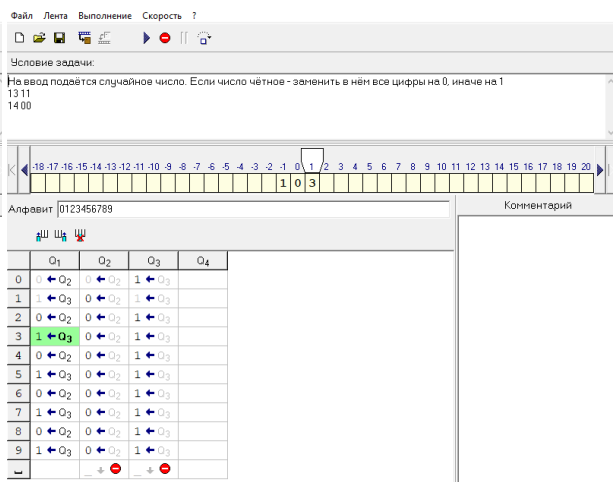 Файл Лента Выполнение Скорость ?
Условие задачи:
На ввод подаётся случайное число. Если число чётное - заменить в нём все цифры на 0, иначе на 1
13 11
14 00
-18 -17 -16 -15 -14 -13 -12 -11 -10 -9 -8 -7 -6 -5 -4 -3 -2 -1 0 1 2 3 4 5 6 7 8 9 10 11 12 13 14 15 16 17 18 19 20
1 0 3
Алфавит 0123456789
Комментарий
Q1 Q2 Q3 Q4
0 0 ← Q2 0 ← Q2 1 ← Q3
1 1 ← Q3 0 ← Q2 1 ← Q3
2 0 ← Q2 0 ← Q2 1 ← Q3
3 1 ← Q3 0 ← Q2 1 ← Q3
4 0 ← Q2 0 ← Q2 1 ← Q3
5 1 ← Q3 0 ← Q2 1 ← Q3
6 0 ← Q2 0 ← Q2 1 ← Q3
7 1 ← Q3 0 ← Q2 1 ← Q3
8 0 ← Q2 0 ← Q2 1 ← Q3
9 1 ← Q3 0 ← Q2 1 ← Q3
_ _ ↓ _ ↓